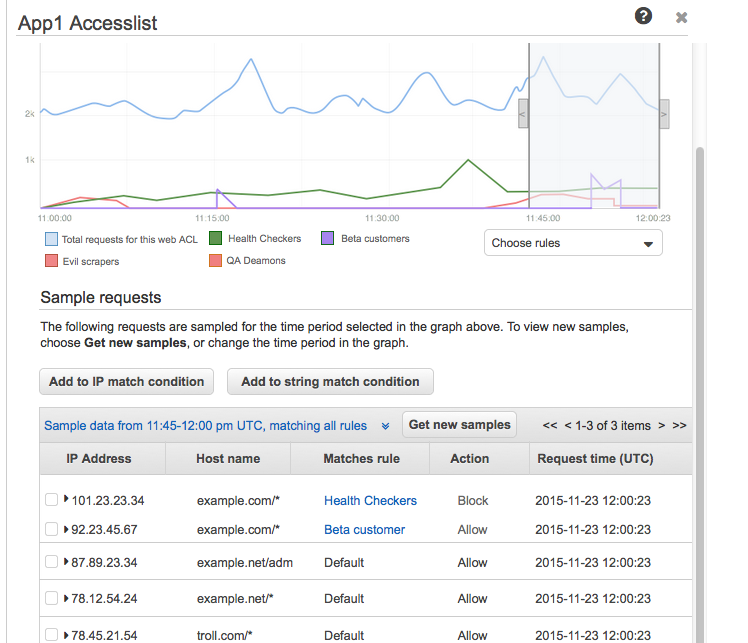 App1 Accesslist
?
2k
1k
11:00:00 11:15:00 11:30:00 11:45:00 12:00:23
Total requests for this web ACL Health Checkers Beta customers
Evil scrapers QA Deamons
Choose rules
Sample requests
The following requests are sampled for the time period selected in the graph above. To view new samples,
choose Get new samples, or change the time period in the graph.
Add to IP match condition Add to string match condition
Sample data from 11:45-12:00 pm UTC, matching all rules Get new samples << < 1-3 of 3 items > >>
IP Address Host name Matches rule Action Request time (UTC)
101.23.23.34 example.com/* Health Checkers Block 2015-11-23 12:00:23
92.23.45.67 example.com/* Beta customer Allow 2015-11-23 12:00:23
87.89.23.34 example.net/adm Default Allow 2015-11-23 12:00:23
78.12.54.24 example.net/* Default Allow 2015-11-23 12:00:23
78.45.21.54 troll.com/* Default Allow 2015-11-23 12:00:23